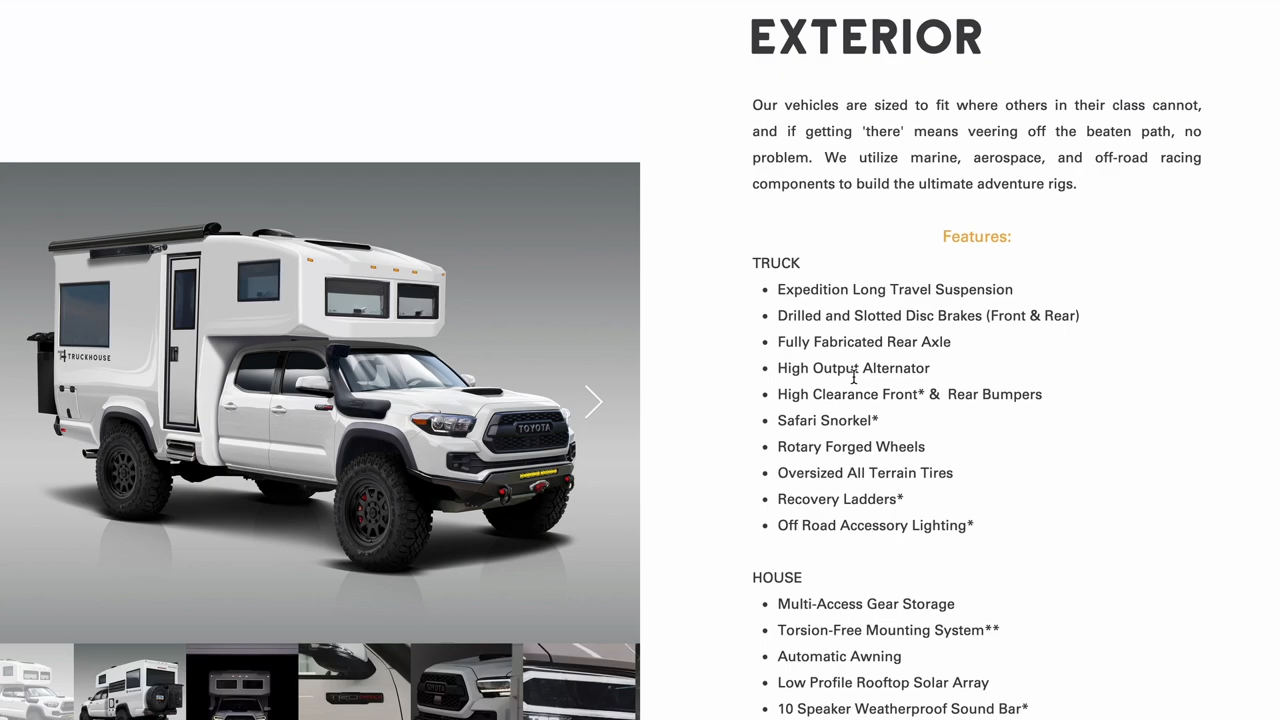 EXTERIOR
Our vehicles are sized to fit where others in their class cannot,
and if getting 'there' means veering off the beaten path, no
problem. We utilize marine, aerospace, and off-road racing
components to build the ultimate adventure rigs.
Features:
TRUCK
• Expedition Long Travel Suspension
• Drilled and Slotted Disc Brakes (Front & Rear)
• Fully Fabricated Rear Axle
• High Output Alternator
• High Clearance Front* & Rear Bumpers
• Safari Snorkel*
• Rotary Forged Wheels
• Oversized All Terrain Tires
• Recovery Ladders*
• Off Road Accessory Lighting*
HOUSE
• Multi-Access Gear Storage
• Torsion-Free Mounting System**
• Automatic Awning
• Low Profile Rooftop Solar Array
• 10 Speaker Weatherproof Sound Bar*
TRUCKHOUSE
TOYOTA